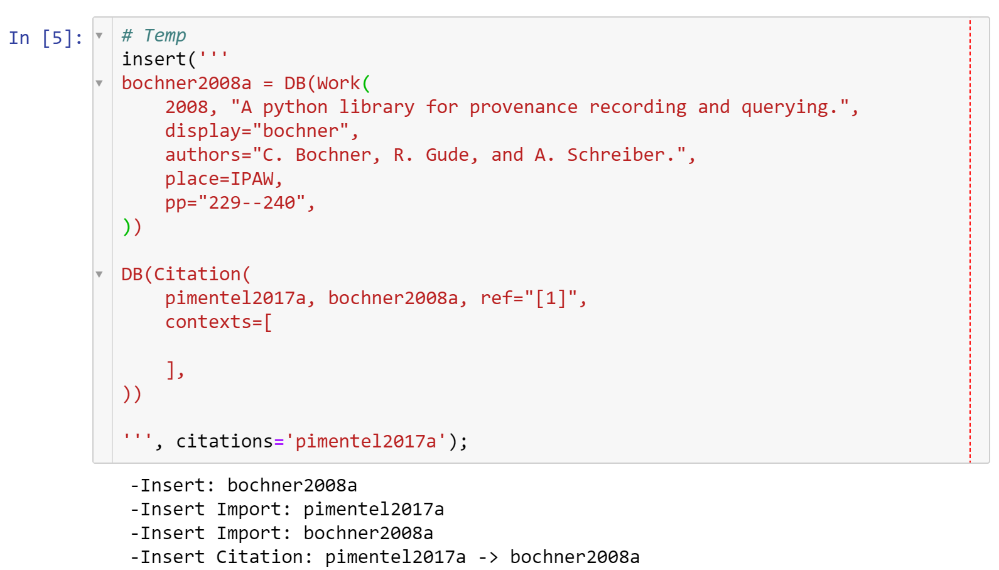 In [5]:
# Temp
insert('''
bochner2008a = DB(Work(
    2008, "A python library for provenance recording and querying.",
    display="bochner",
    authors="C. Bochner, R. Gude, and A. Schreiber.",
    place=IPAW,
    pp="229--240",
))

DB(Citation(
    pimentel2017a, bochner2008a, ref="[1]",
    contexts=[

    ],
))

''', citations='pimentel2017a');
-Insert: bochner2008a
-Insert Import: pimentel2017a
-Insert Import: bochner2008a
-Insert Citation: pimentel2017a -> bochner2008a